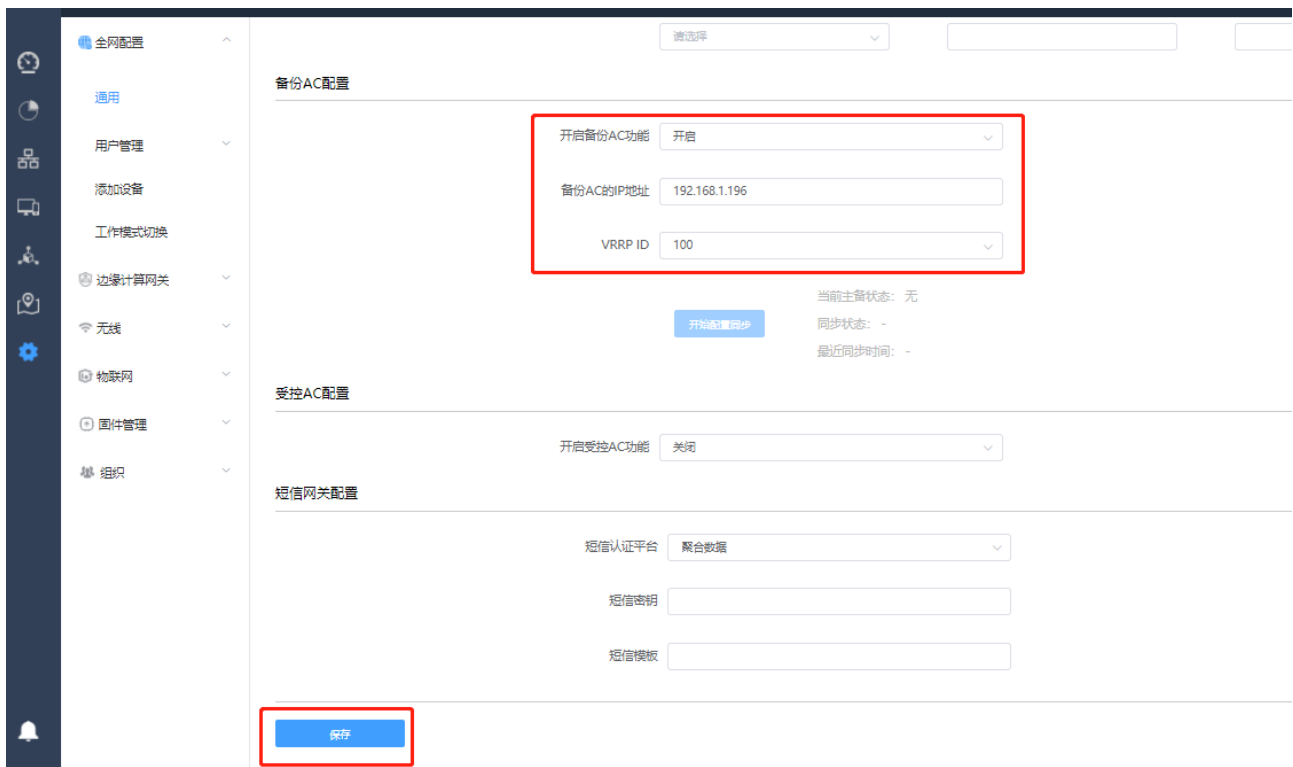 全网配置
通用
用户管理
添加设备
工作模式切换
边缘计算网关
无线
物联网
固件管理
组织
请选择
备份AC配置
开启备份AC功能 开启
备份AC的IP地址 192.168.1.196
VRRP ID 100
开始配置同步
当前主备状态: 无
同步状态: -
最近同步时间: -
受控AC配置
开启受控AC功能 关闭
短信网关配置
短信认证平台 聚合数据
短信密钥
短信模板
保存